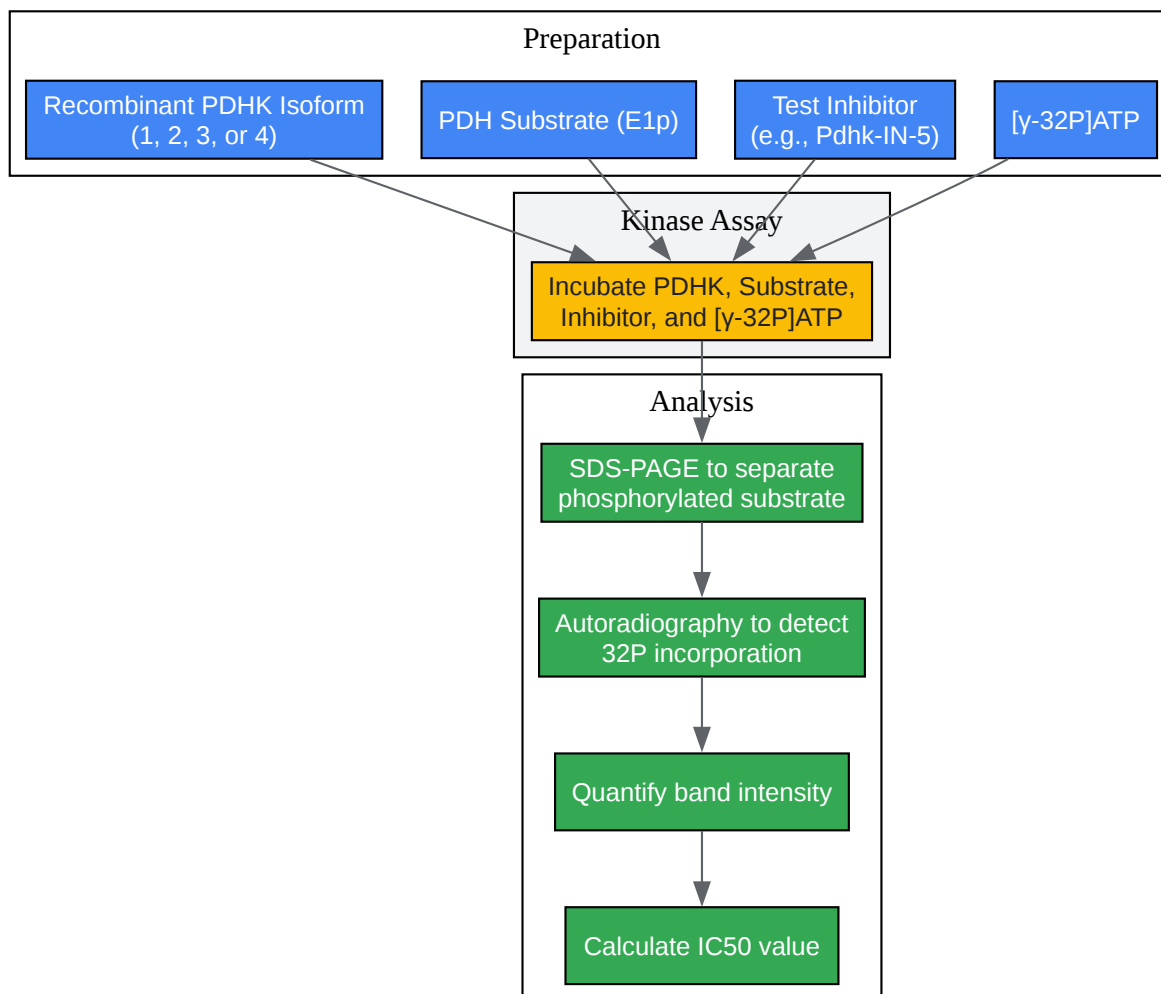 Preparation
Recombinant PDHK Isoform
(1, 2, 3, or 4)
PDH Substrate (E1p)
Test Inhibitor
(e.g., Pdhk-IN-5)
[γ-32P]ATP
Kinase Assay
Incubate PDHK, Substrate,
Inhibitor, and [γ-32P]ATP
Analysis
SDS-PAGE to separate
phosphorylated substrate
Autoradiography to detect
32P incorporation
Quantify band intensity
Calculate IC50 value